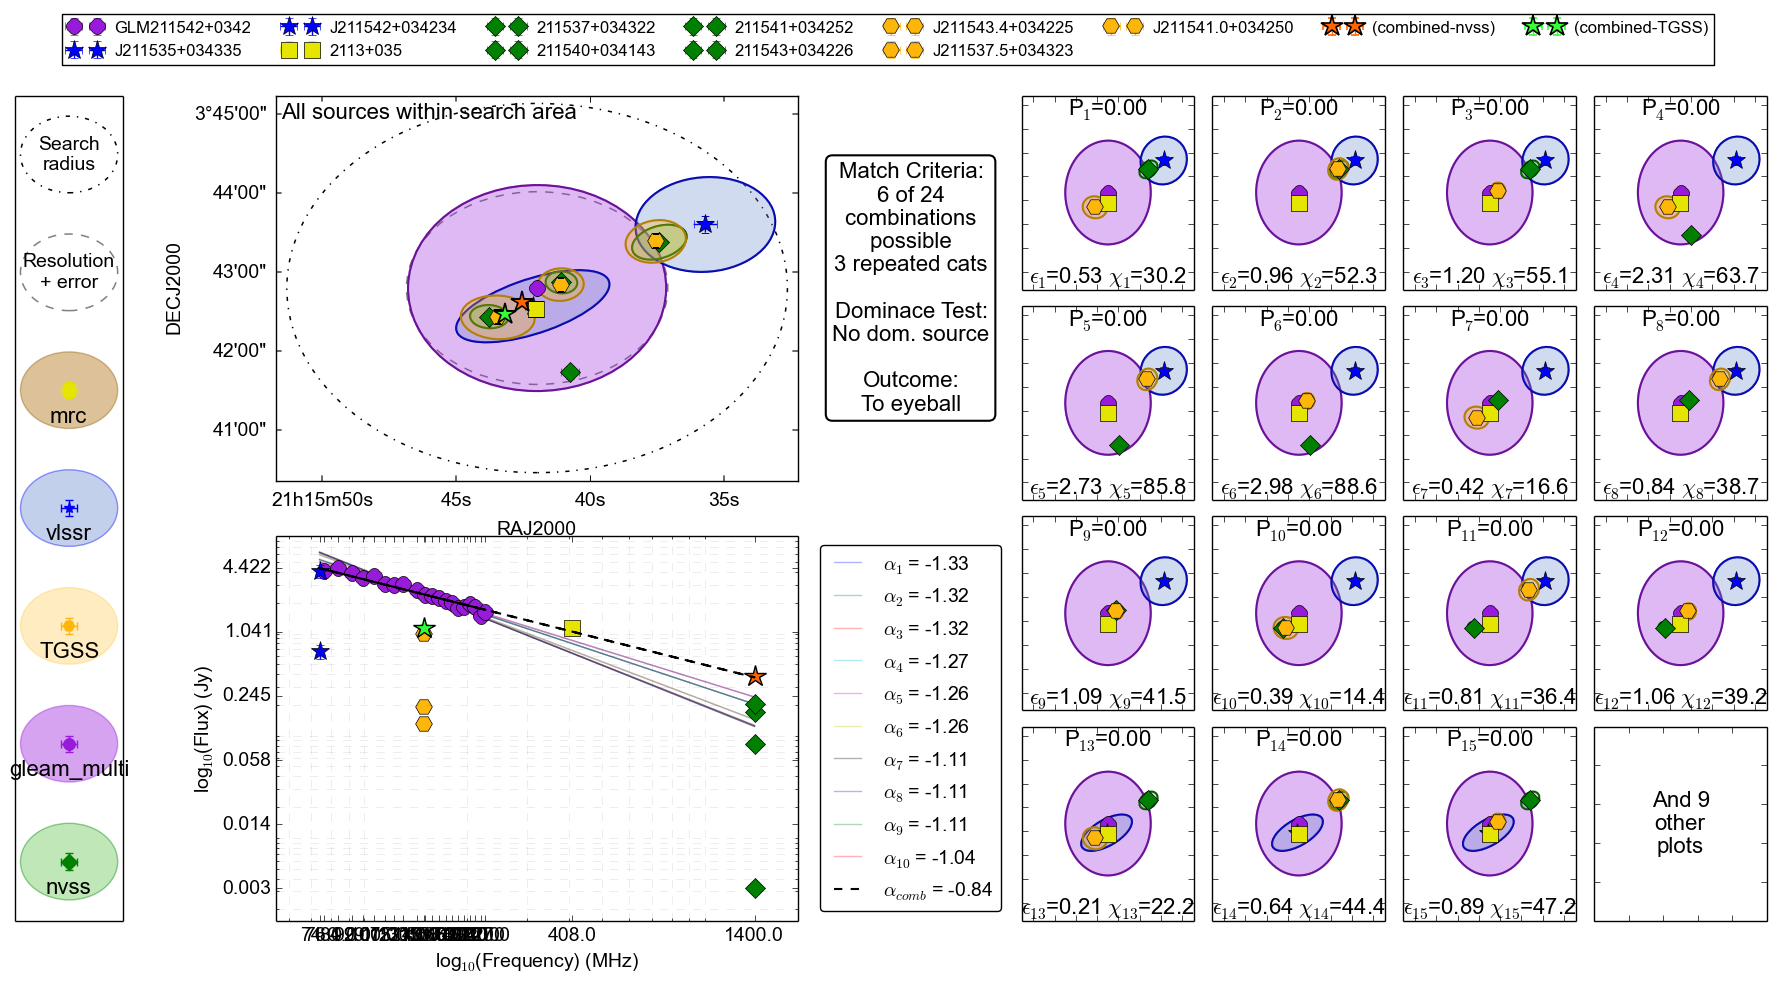 GLM211542+0342
J211542+034234
211537+034322
211541+034252
J211543.4+034225
J211541.0+034250
(combined-nvss)
(combined-TGSS)
J211535+034335
2113+035
211540+034143
211543+034226
J211537.5+034323
Search
radius
Resolution
+ error
mrc
vlssr
TGSS
gleam_multi
nvss
All sources within search area
DECJ2000
3°45'00"
44'00"
43'00"
42'00"
41'00"
21h15m50s
45s
40s
35s
RAJ2000
Match Criteria:
6 of 24
combinations
possible
3 repeated cats
Dominace Test:
No dom. source
Outcome:
To eyeball
log10(Flux) (Jy)
4.422
1.041
0.245
0.058
0.014
0.003
408.0
1400.0
log10(Frequency) (MHz)
α1 = -1.33
α2 = -1.32
α3 = -1.32
α4 = -1.27
α5 = -1.26
α6 = -1.26
α7 = -1.11
α8 = -1.11
α9 = -1.11
α10 = -1.04
αcomb = -0.84
P1=0.00
ϵ1=0.53 χ1=30.2
P2=0.00
ϵ2=0.96 χ2=52.3
P3=0.00
ϵ3=1.20 χ3=55.1
P4=0.00
ϵ4=2.31 χ4=63.7
P5=0.00
ϵ5=2.73 χ5=85.8
P6=0.00
ϵ6=2.98 χ6=88.6
P7=0.00
ϵ7=0.42 χ7=16.6
P8=0.00
ϵ8=0.84 χ8=38.7
P9=0.00
ϵ9=1.09 χ9=41.5
P10=0.00
ϵ10=0.39 χ10=14.4
P11=0.00
ϵ11=0.81 χ11=36.4
P12=0.00
ϵ12=1.06 χ12=39.2
P13=0.00
ϵ13=0.21 χ13=22.2
P14=0.00
ϵ14=0.64 χ14=44.4
P15=0.00
ϵ15=0.89 χ15=47.2
And 9
other
plots